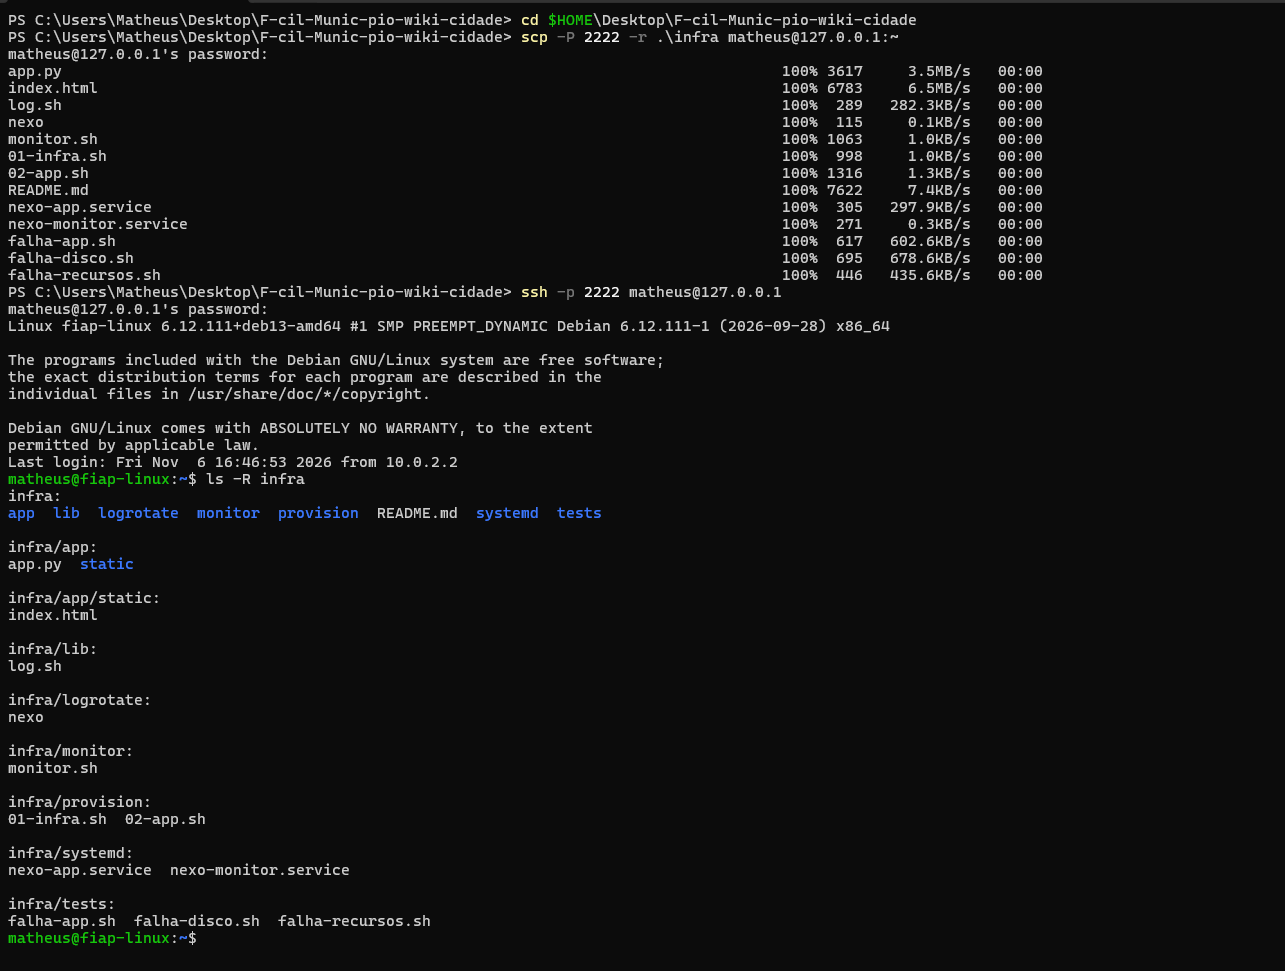 PS C:\Users\Matheus\Desktop\F-cil-Munic-pio-wiki-cidade> cd $HOME\Desktop\F-cil-Munic-pio-wiki-cidade
PS C:\Users\Matheus\Desktop\F-cil-Munic-pio-wiki-cidade> scp -P 2222 -r .\infra matheus@127.0.0.1:~
matheus@127.0.0.1's password:
app.py 100% 3617 3.5MB/s 00:00
index.html 100% 6783 6.5MB/s 00:00
log.sh 100% 289 282.3KB/s 00:00
nexo 100% 115 0.1KB/s 00:00
monitor.sh 100% 1063 1.0KB/s 00:00
01-infra.sh 100% 998 1.0KB/s 00:00
02-app.sh 100% 1316 1.3KB/s 00:00
README.md 100% 7622 7.4KB/s 00:00
nexo-app.service 100% 305 297.9KB/s 00:00
nexo-monitor.service 100% 271 0.3KB/s 00:00
falha-app.sh 100% 617 602.6KB/s 00:00
falha-disco.sh 100% 695 678.6KB/s 00:00
falha-recursos.sh 100% 446 435.6KB/s 00:00
PS C:\Users\Matheus\Desktop\F-cil-Munic-pio-wiki-cidade> ssh -p 2222 matheus@127.0.0.1
matheus@127.0.0.1's password:
Linux fiap-linux 6.12.111+deb13-amd64 #1 SMP PREEMPT_DYNAMIC Debian 6.12.111-1 (2026-09-28) x86_64
The programs included with the Debian GNU/Linux system are free software;
the exact distribution terms for each program are described in the
individual files in /usr/share/doc/*/copyright.
Debian GNU/Linux comes with ABSOLUTELY NO WARRANTY, to the extent
permitted by applicable law.
Last login: Fri Nov  6 16:46:53 2026 from 10.0.2.2
matheus@fiap-linux:~$ ls -R infra
infra:
app  lib  logrotate  monitor  provision  README.md  systemd  tests
infra/app:
app.py  static
infra/app/static:
index.html
infra/lib:
log.sh
infra/logrotate:
nexo
infra/monitor:
monitor.sh
infra/provision:
01-infra.sh  02-app.sh
infra/systemd:
nexo-app.service  nexo-monitor.service
infra/tests:
falha-app.sh  falha-disco.sh  falha-recursos.sh
matheus@fiap-linux:~$